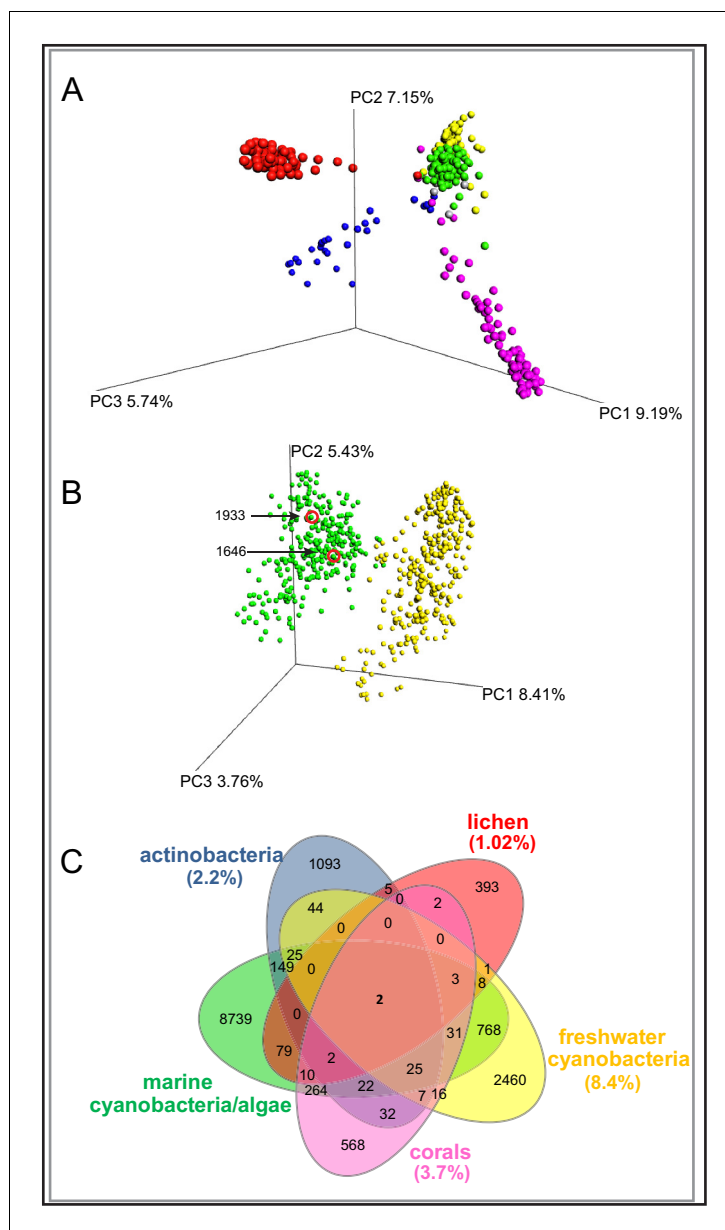 A
PC2 7.15%
PC3 5.74%
PC1 9.19%
B
PC2 5.43%
1933
1646
PC1 8.41%
PC3 3.76%
C
lichen
(1.02%)
actinobacteria
(2.2%)
1093
393
5
0
2
44
0
0
0
25
149
0
1
8
3
2
8739
0
31
768
freshwater
cyanobacteria
(8.4%)
79
2
25
10
22
264
7
16
2460
marine
cyanobacteria/algae
32
568
corals
(3.7%)